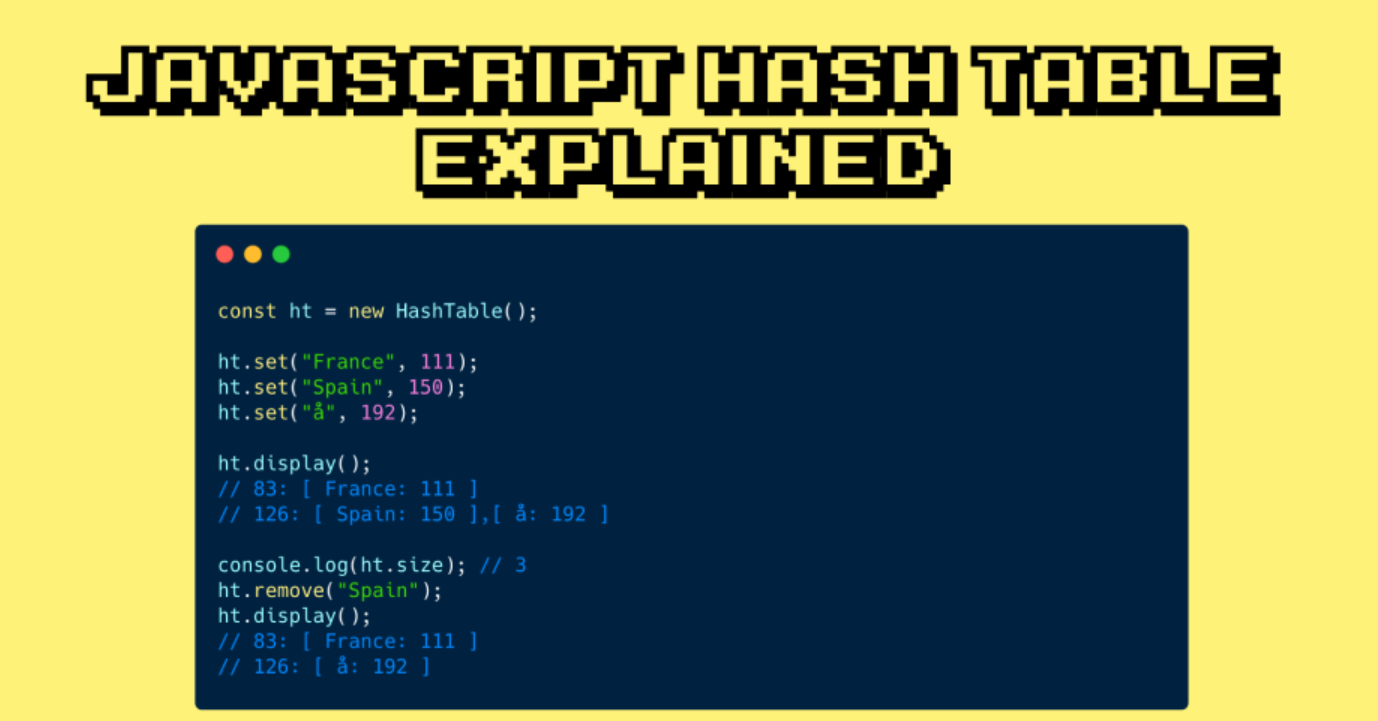 JAVASCRIPT HASH TABLE
EXPLAINED
const ht = new HashTable();
ht.set("France", 111);
ht.set("Spain", 150);
ht.set("å", 192);
ht.display();
// 83: [ France: 111 ]
// 126: [ Spain: 150 ],[ å: 192 ]
console.log(ht.size); // 3
ht.remove("Spain");
ht.display();
// 83: [ France: 111 ]
// 126: [ å: 192 ]